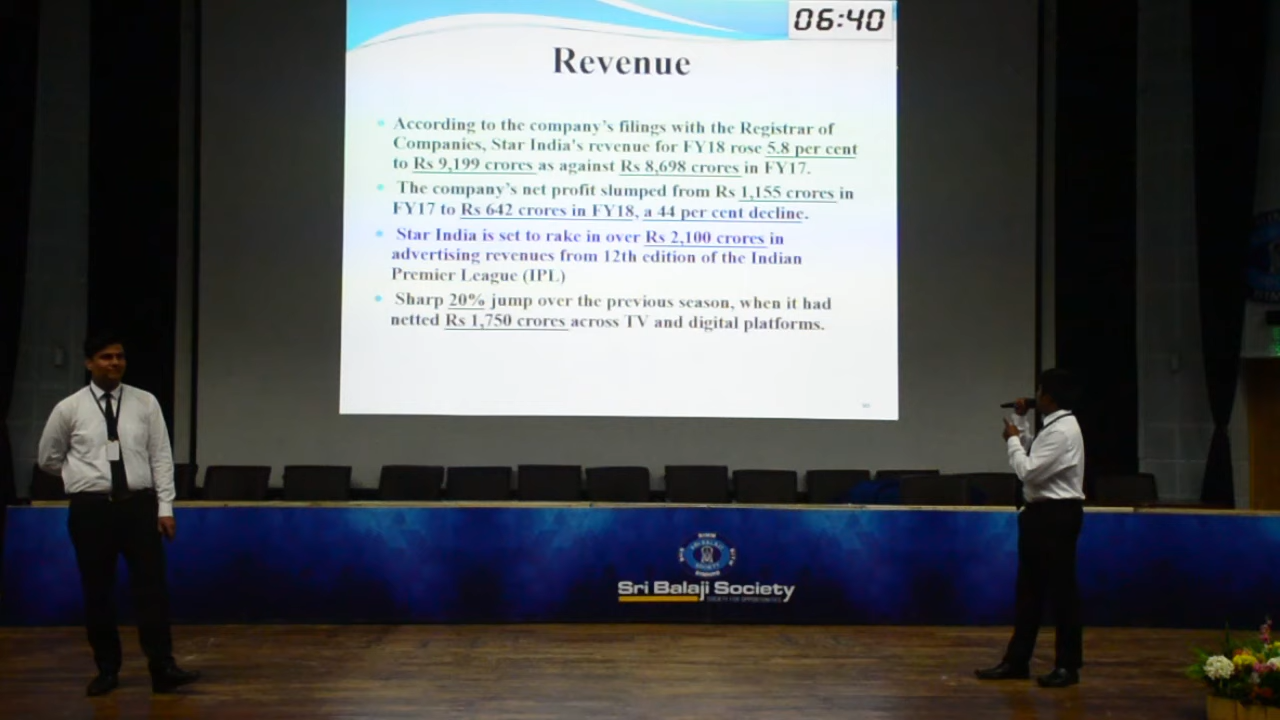 06:40
Revenue
According to the company's filings with the Registrar of
Companies, Star India's revenue for FY18 rose 5.8 per cent
to Rs 9,199 crores as against Rs 8,698 crores in FY17.
The company's net profit slumped from Rs 1,155 crores in
FY17 to Rs 642 crores in FY18, a 44 per cent decline.
Star India is set to rake in over Rs 2,100 crores in
advertising revenues from 12th edition of the Indian
Premier League (IPL)
Sharp 20% jump over the previous season, when it had
netted Rs 1,750 crores across TV and digital platforms.
Sri Balaji Society